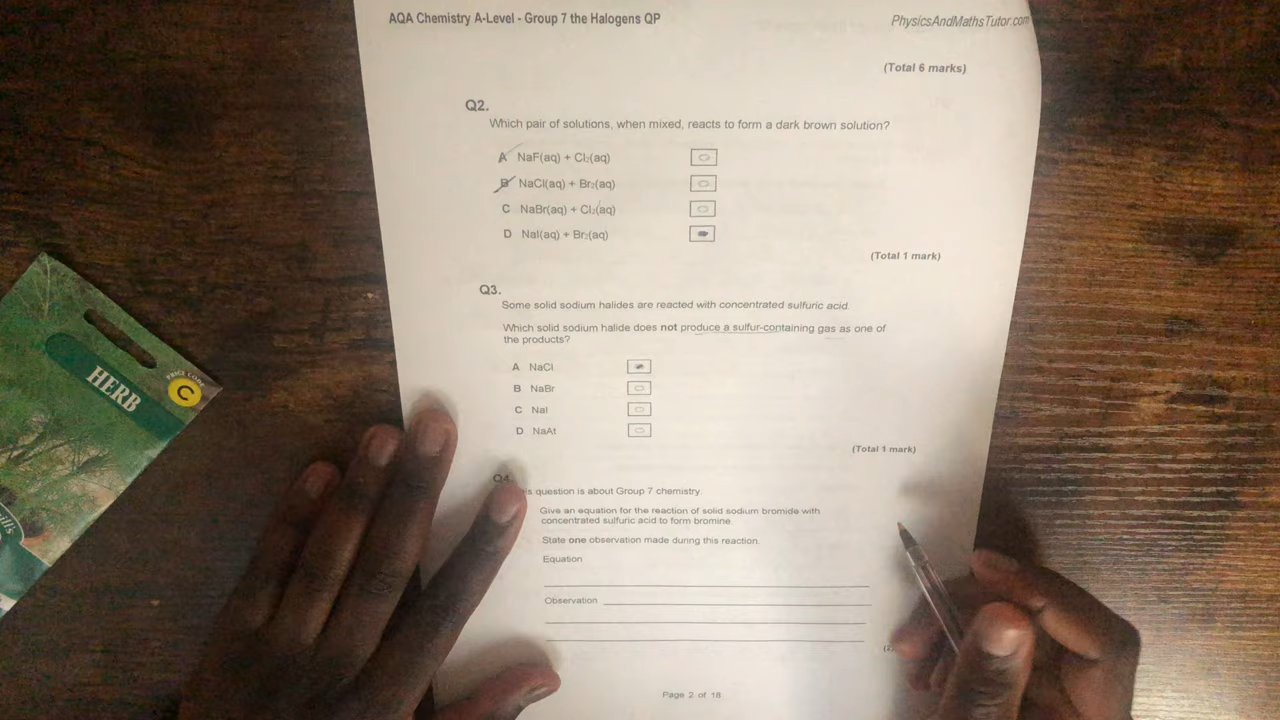 AQA Chemistry A-Level - Group 7 the Halogens QP
PhysicsAndMathsTutor.com
(Total 6 marks)
Q2.
Which pair of solutions, when mixed, reacts to form a dark brown solution?
A NaF(aq) + Cl₂(aq)
B NaCl(aq) + Br₂(aq)
C NaBr(aq) + Cl₂(aq)
D NaI(aq) + Br₂(aq)
(Total 1 mark)
Q3.
Some solid sodium halides are reacted with concentrated sulfuric acid.
Which solid sodium halide does not produce a sulfur-containing gas as one of
the products?
A NaCl
B NaBr
C NaI
D NaAt
(Total 1 mark)
Q4.
is question is about Group 7 chemistry.
Give an equation for the reaction of solid sodium bromide with
concentrated sulfuric acid to form bromine.
State one observation made during this reaction.
Equation
Observation
Page 2 of 18
HERB
PRICE CODE
C